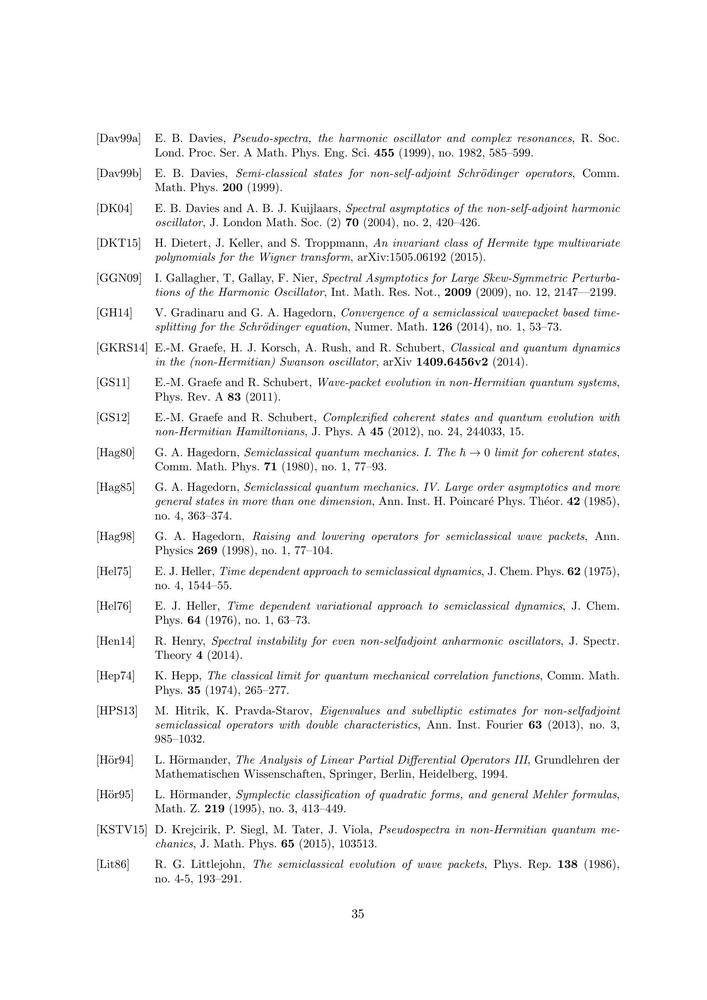 [Dav99a] E. B. Davies, Pseudo-spectra, the harmonic oscillator and complex resonances, R. Soc.
Lond. Proc. Ser. A Math. Phys. Eng. Sci. 455 (1999), no. 1982, 585–599.
[Dav99b] E. B. Davies, Semi-classical states for non-self-adjoint Schrödinger operators, Comm.
Math. Phys. 200 (1999).
[DK04] E. B. Davies and A. B. J. Kuijlaars, Spectral asymptotics of the non-self-adjoint harmonic
oscillator, J. London Math. Soc. (2) 70 (2004), no. 2, 420–426.
[DKT15] H. Dietert, J. Keller, and S. Troppmann, An invariant class of Hermite type multivariate
polynomials for the Wigner transform, arXiv:1505.06192 (2015).
[GGN09] I. Gallagher, T, Gallay, F. Nier, Spectral Asymptotics for Large Skew-Symmetric Perturba-
tions of the Harmonic Oscillator, Int. Math. Res. Not., 2009 (2009), no. 12, 2147—2199.
[GH14] V. Gradinaru and G. A. Hagedorn, Convergence of a semiclassical wavepacket based time-
splitting for the Schrödinger equation, Numer. Math. 126 (2014), no. 1, 53–73.
[GKRS14] E.-M. Graefe, H. J. Korsch, A. Rush, and R. Schubert, Classical and quantum dynamics
in the (non-Hermitian) Swanson oscillator, arXiv 1409.6456v2 (2014).
[GS11] E.-M. Graefe and R. Schubert, Wave-packet evolution in non-Hermitian quantum systems,
Phys. Rev. A 83 (2011).
[GS12] E.-M. Graefe and R. Schubert, Complexified coherent states and quantum evolution with
non-Hermitian Hamiltonians, J. Phys. A 45 (2012), no. 24, 244033, 15.
[Hag80] G. A. Hagedorn, Semiclassical quantum mechanics. I. The ħ → 0 limit for coherent states,
Comm. Math. Phys. 71 (1980), no. 1, 77–93.
[Hag85] G. A. Hagedorn, Semiclassical quantum mechanics. IV. Large order asymptotics and more
general states in more than one dimension, Ann. Inst. H. Poincaré Phys. Théor. 42 (1985),
no. 4, 363–374.
[Hag98] G. A. Hagedorn, Raising and lowering operators for semiclassical wave packets, Ann.
Physics 269 (1998), no. 1, 77–104.
[Hel75] E. J. Heller, Time dependent approach to semiclassical dynamics, J. Chem. Phys. 62 (1975),
no. 4, 1544–55.
[Hel76] E. J. Heller, Time dependent variational approach to semiclassical dynamics, J. Chem.
Phys. 64 (1976), no. 1, 63–73.
[Hen14] R. Henry, Spectral instability for even non-selfadjoint anharmonic oscillators, J. Spectr.
Theory 4 (2014).
[Hep74] K. Hepp, The classical limit for quantum mechanical correlation functions, Comm. Math.
Phys. 35 (1974), 265–277.
[HPS13] M. Hitrik, K. Pravda-Starov, Eigenvalues and subelliptic estimates for non-selfadjoint
semiclassical operators with double characteristics, Ann. Inst. Fourier 63 (2013), no. 3,
985–1032.
[Hör94] L. Hörmander, The Analysis of Linear Partial Differential Operators III, Grundlehren der
Mathematischen Wissenschaften, Springer, Berlin, Heidelberg, 1994.
[Hör95] L. Hörmander, Symplectic classification of quadratic forms, and general Mehler formulas,
Math. Z. 219 (1995), no. 3, 413–449.
[KSTV15] D. Krejcirik, P. Siegl, M. Tater, J. Viola, Pseudospectra in non-Hermitian quantum me-
chanics, J. Math. Phys. 65 (2015), 103513.
[Lit86] R. G. Littlejohn, The semiclassical evolution of wave packets, Phys. Rep. 138 (1986),
no. 4-5, 193–291.
35